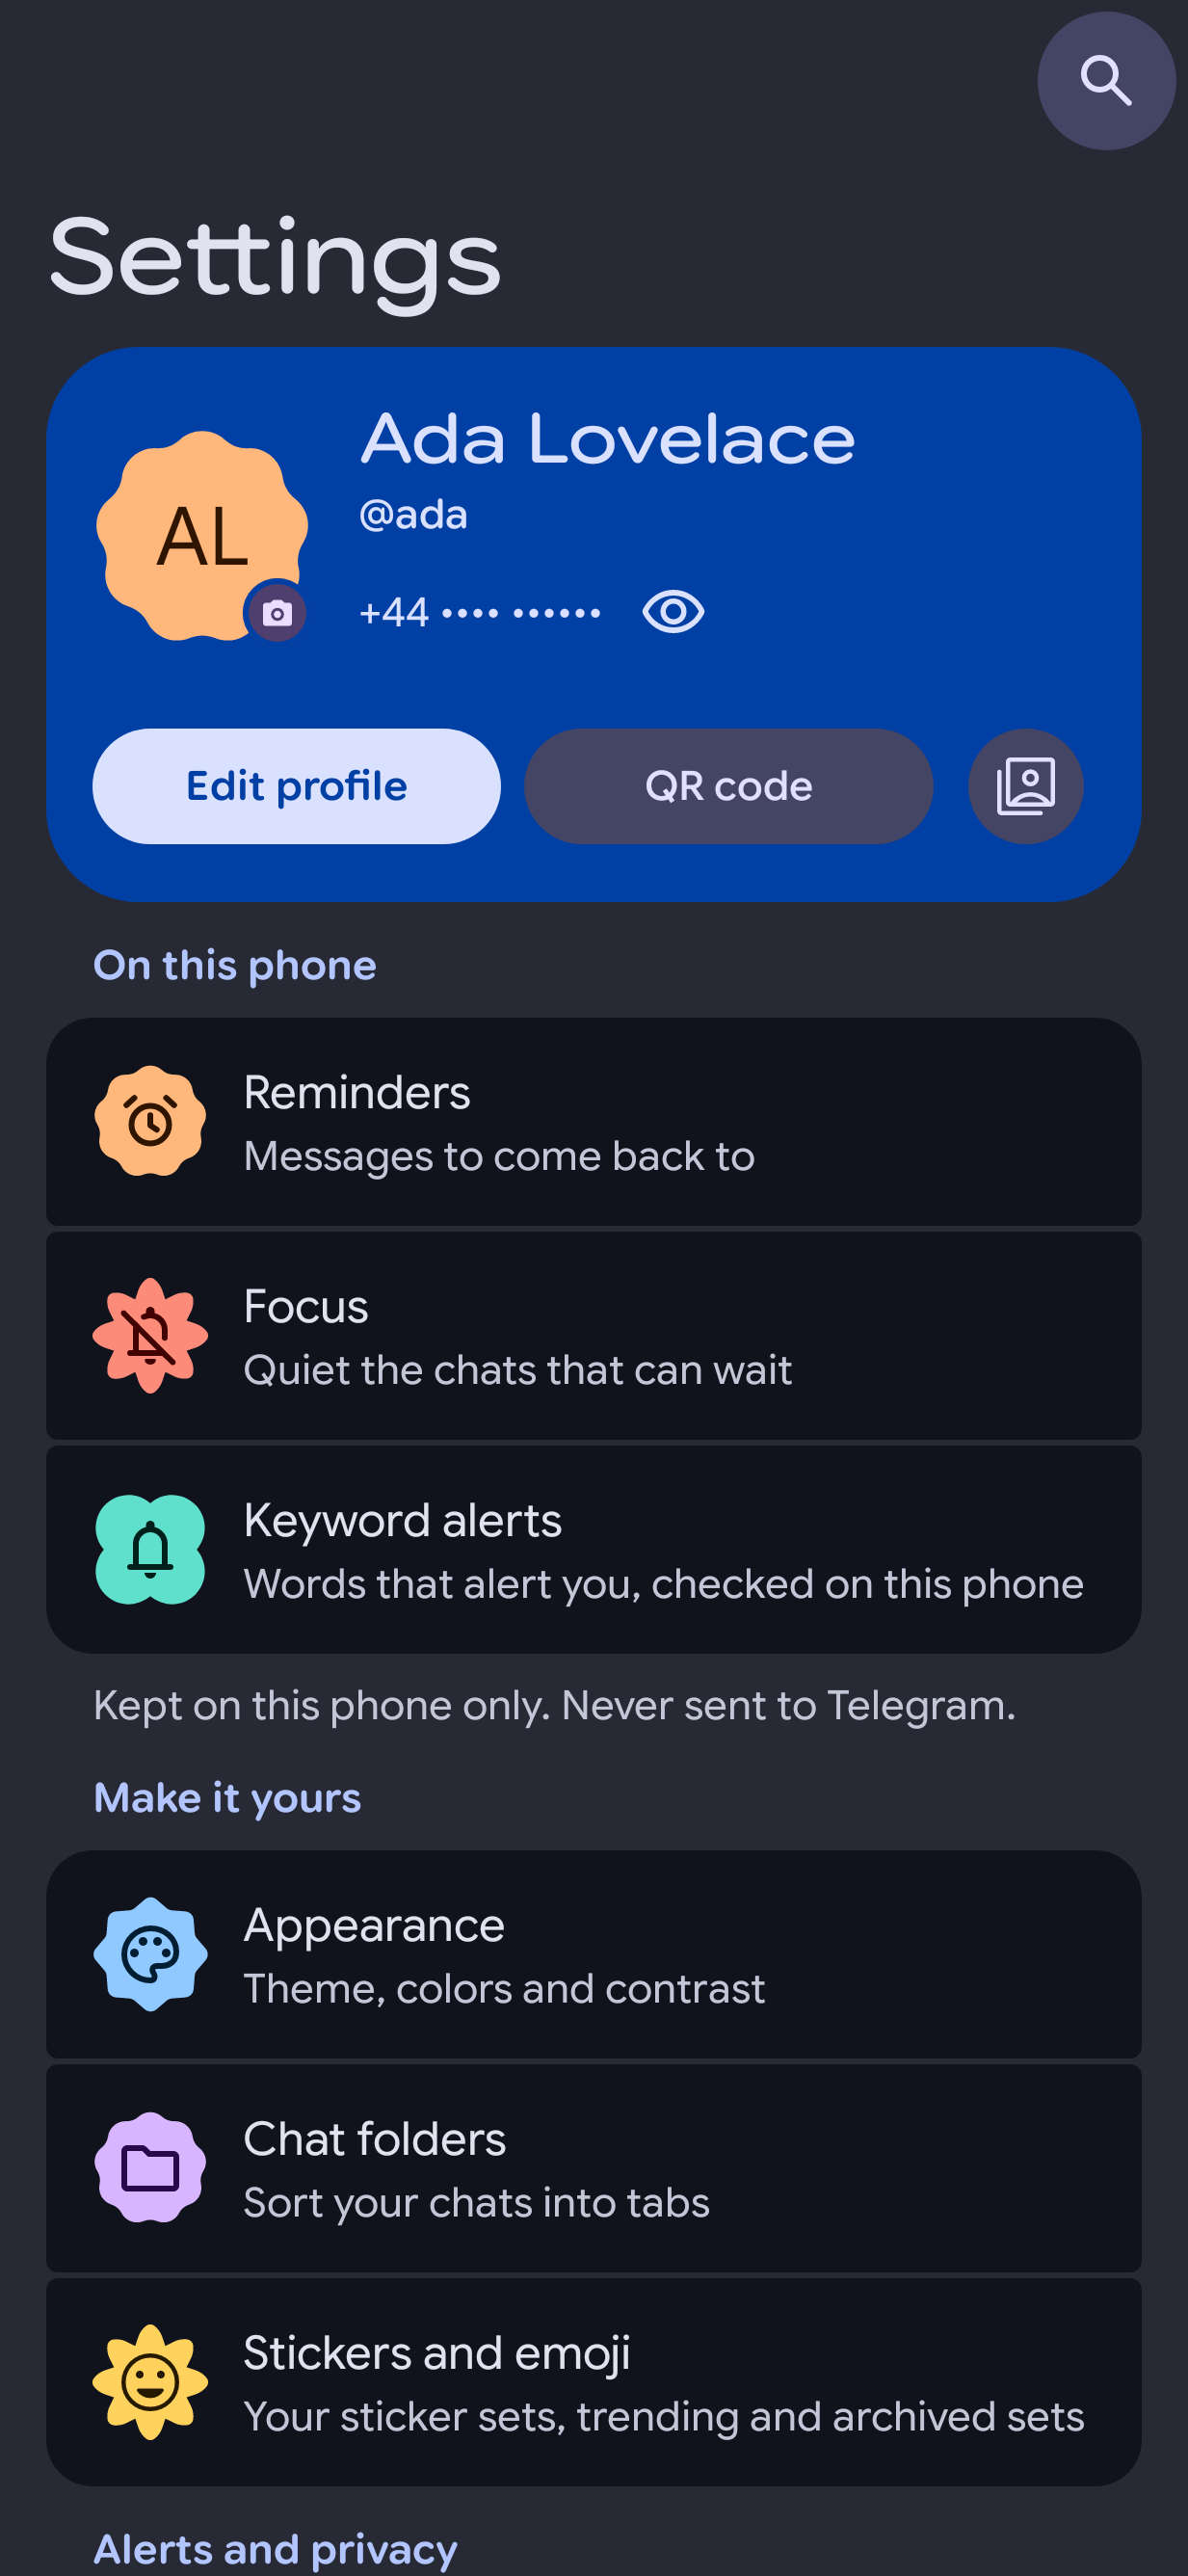 Settings
Ada Lovelace
AL
@ada
+44 •••• ••••••
Edit profile
QR code
On this phone
Reminders
Messages to come back to
Focus
Quiet the chats that can wait
Keyword alerts
Words that alert you, checked on this phone
Kept on this phone only. Never sent to Telegram.
Make it yours
Appearance
Theme, colors and contrast
Chat folders
Sort your chats into tabs
Stickers and emoji
Your sticker sets, trending and archived sets
Alerts and privacy